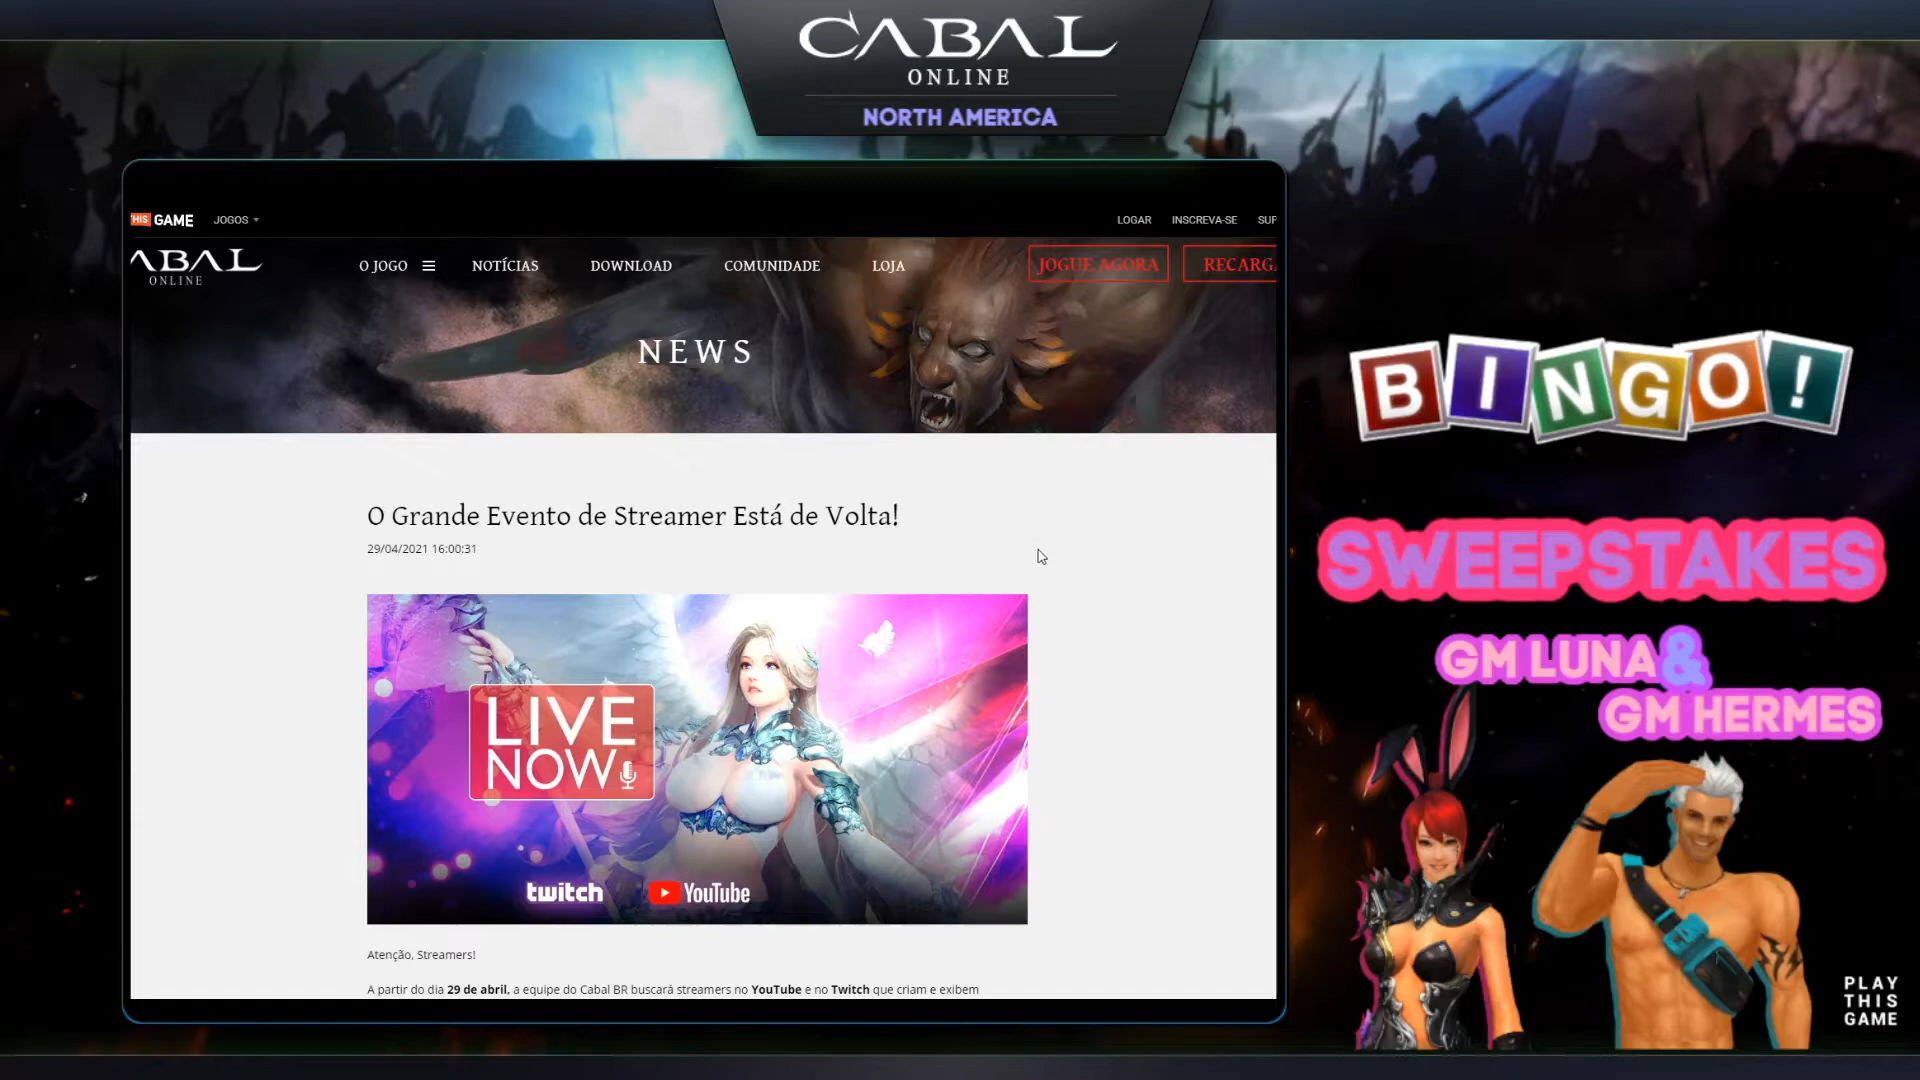 CABAL
ONLINE
NORTH AMERICA
THIS GAME JOGOS LOGAR INSCREVA-SE SUP
ABAL
ONLINE
O JOGO NOTÍCIAS DOWNLOAD COMUNIDADE LOJA JOGUE AGORA RECARGA
NEWS
BINGO!
O Grande Evento de Streamer Está de Volta!
29/04/2021 16:00:31
SWEEPSTAKES
GM LUNA &
GM HERMES
LIVE
NOW
twitch YouTube
Atenção, Streamers!
A partir do dia 29 de abril, a equipe do Cabal BR buscará streamers no YouTube e no Twitch que criam e exibem
PLAY
THIS
GAME